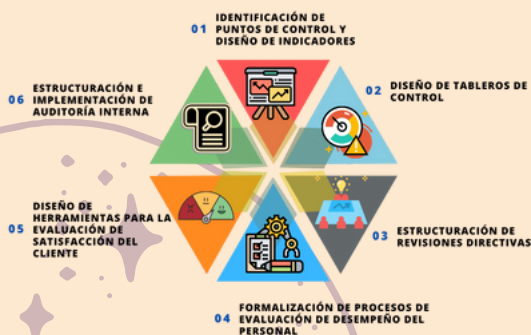 01
IDENTIFICACIÓN DE
PUNTOS DE CONTROL Y
DISEÑO DE INDICADORES
02
DISEÑO DE TABLEROS DE
CONTROL
03
ESTRUCTURACIÓN DE
REVISIONES DIRECTIVAS
04
FORMALIZACIÓN DE PROCESOS DE
EVALUACIÓN DE DESEMPEÑO DEL
PERSONAL
05
DISEÑO DE
HERRAMIENTAS PARA LA
EVALUACIÓN DE
SATISFACCIÓN DEL
CLIENTE
06
ESTRUCTURACIÓN E
IMPLEMENTACIÓN DE
AUDITORÍA INTERNA